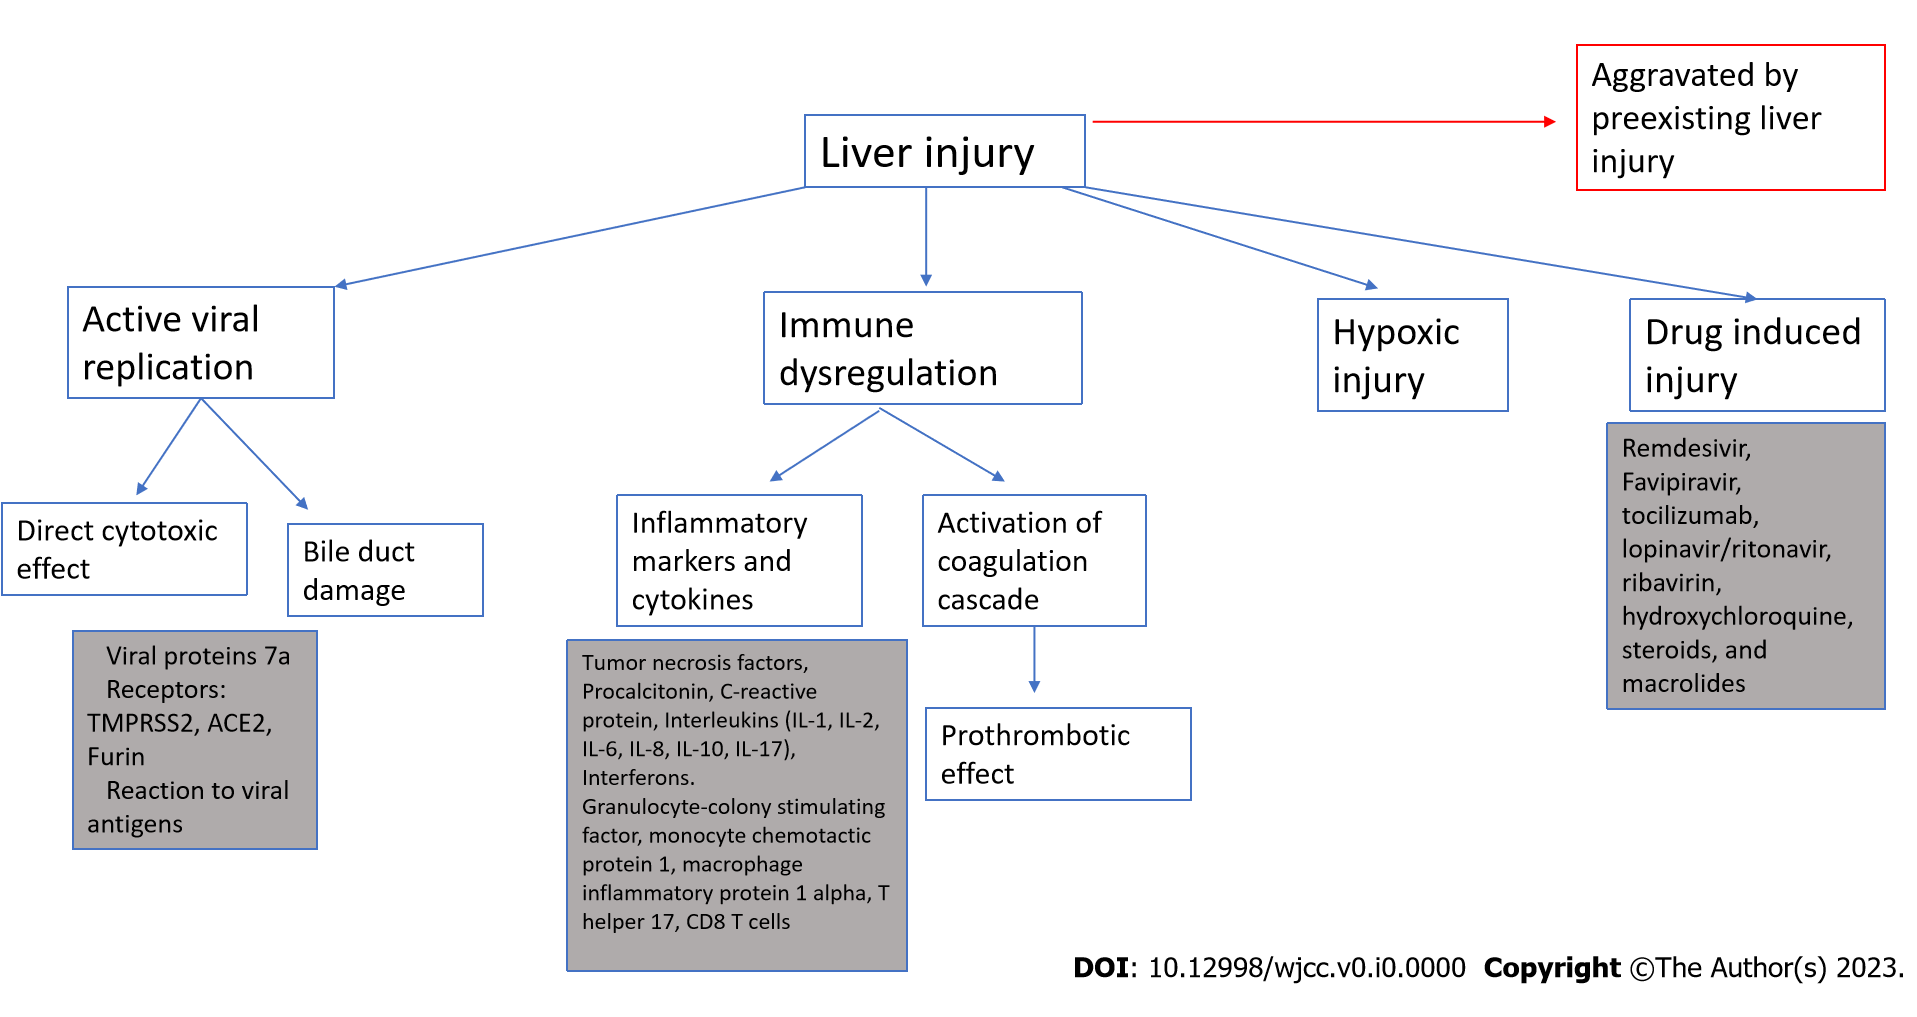 Aggravated by
preexisting liver
injury
Liver injury
Active viral
replication
Immune
dysregulation
Hypoxic
injury
Drug induced
injury
Direct cytotoxic
effect
Bile duct
damage
Viral proteins 7a
Receptors:
TMPRSS2, ACE2,
Furin
Reaction to viral
antigens
Inflammatory
markers and
cytokines
Tumor necrosis factors,
Procalcitonin, C-reactive
protein, Interleukins (IL-1, IL-2,
IL-6, IL-8, IL-10, IL-17),
Interferons.
Granulocyte-colony stimulating
factor, monocyte chemotactic
protein 1, macrophage
inflammatory protein 1 alpha, T
helper 17, CD8 T cells
Activation of
coagulation
cascade
Prothrombotic
effect
Remdesivir,
Favipiravir,
tocilizumab,
lopinavir/ritonavir,
ribavirin,
hydroxychloroquine,
steroids, and
macrolides
DOI: 10.12998/wjcc.v0.i0.0000 Copyright ©The Author(s) 2023.